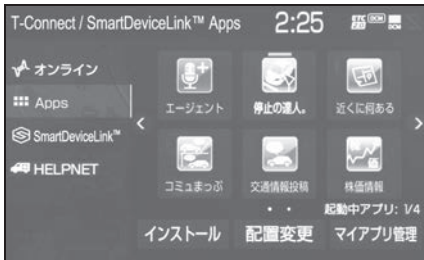 T-Connect / SmartDeviceLink™ Apps
2:25
ETC
DCM
オンライン
Apps
SmartDeviceLink™
HELPNET
エージェント
停止の達人。
近くに何ある
コミュまっぷ
交通情報投稿
株価情報
起動中アプリ: 1/4
インストール
配置変更
マイアプリ管理